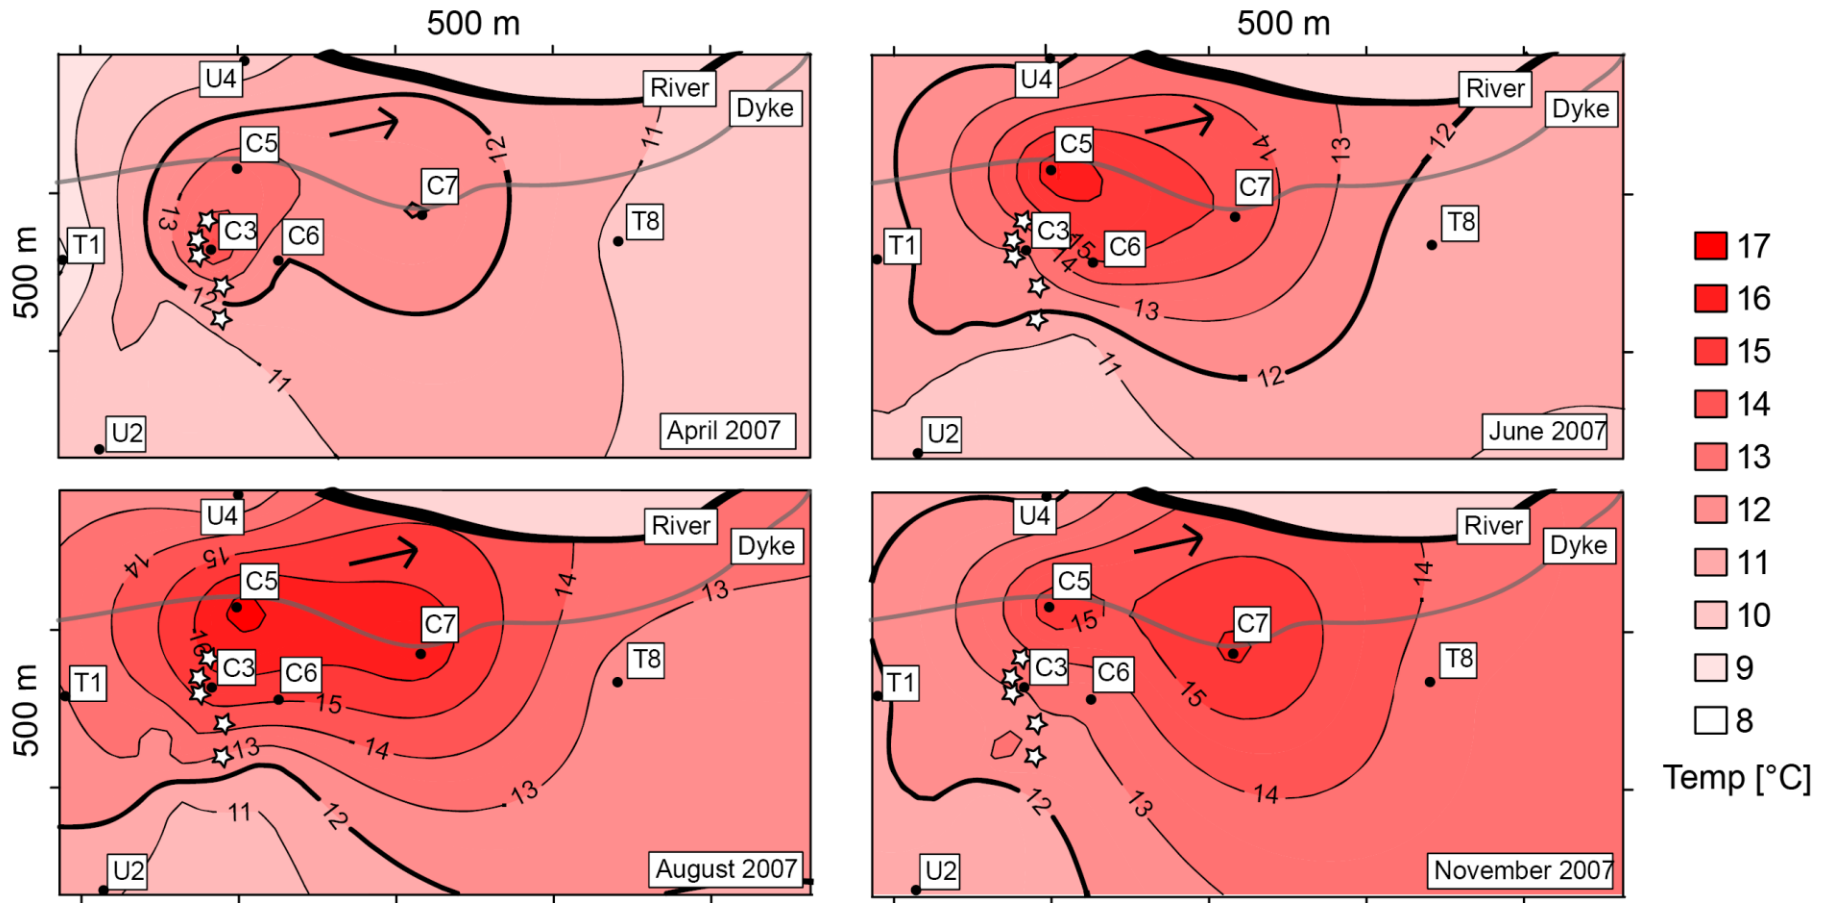 500 m
500 m
U4
River
Dyke
12
11
C5
C7
13
C3
C6
T8
T1
12
11
U2
April 2007
500 m
U4
River
Dyke
14
13
12
C5
C7
T8
T1
C3
15
C6
14
13
11
12
U2
June 2007
500 m
U4
River
Dyke
14
15
C5
14
13
C7
16
T1
C3
C6
T8
15
13
14
13
11
12
U2
August 2007
U4
River
Dyke
14
C5
15
C7
T1
C3
C6
T8
15
12
13
14
U2
November 2007
17
16
15
14
13
12
11
10
9
8
Temp [°C]